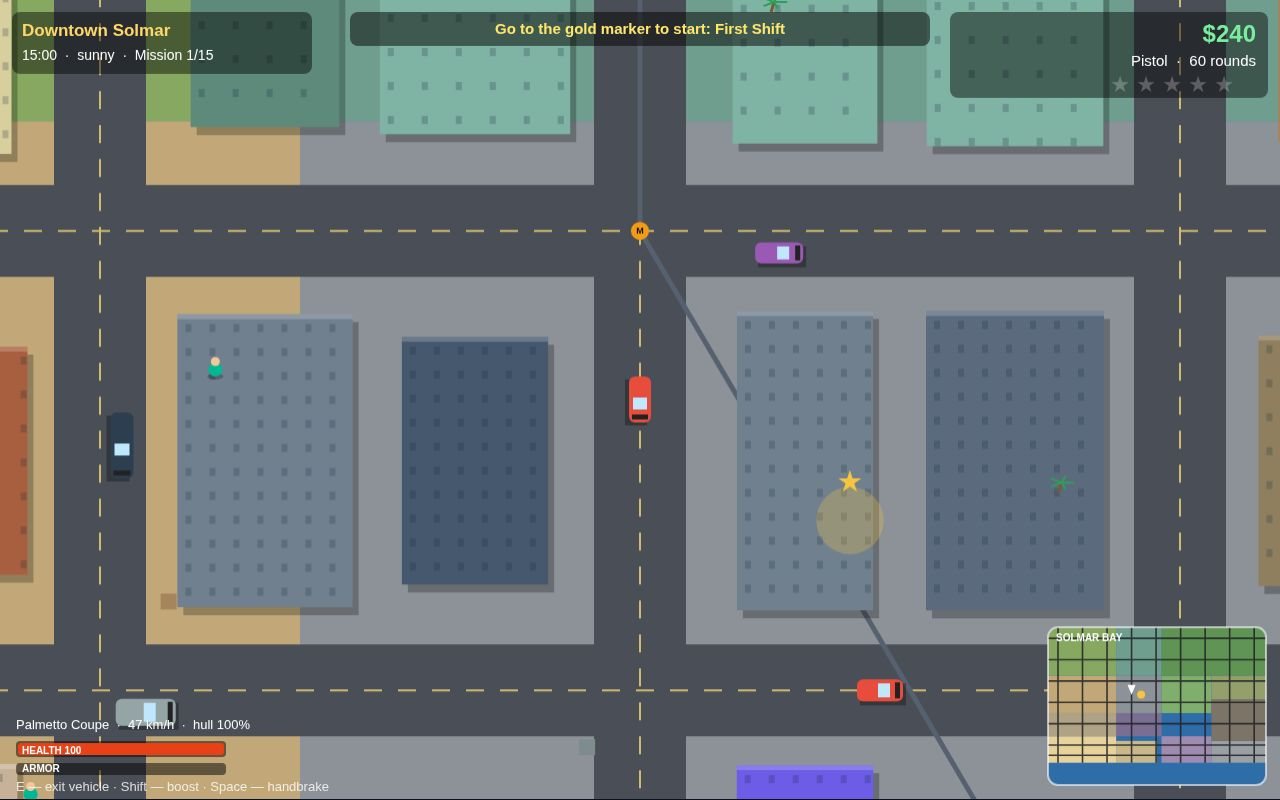 Downtown Solmar
15:00 · sunny · Mission 1/15
Go to the gold marker to start: First Shift
$240
Pistol · 60 rounds
M
SOLMAR BAY
Palmetto Coupe · 47 km/h · hull 100%
HEALTH 100
ARMOR
E — exit vehicle · Shift — boost · Space — handbrake